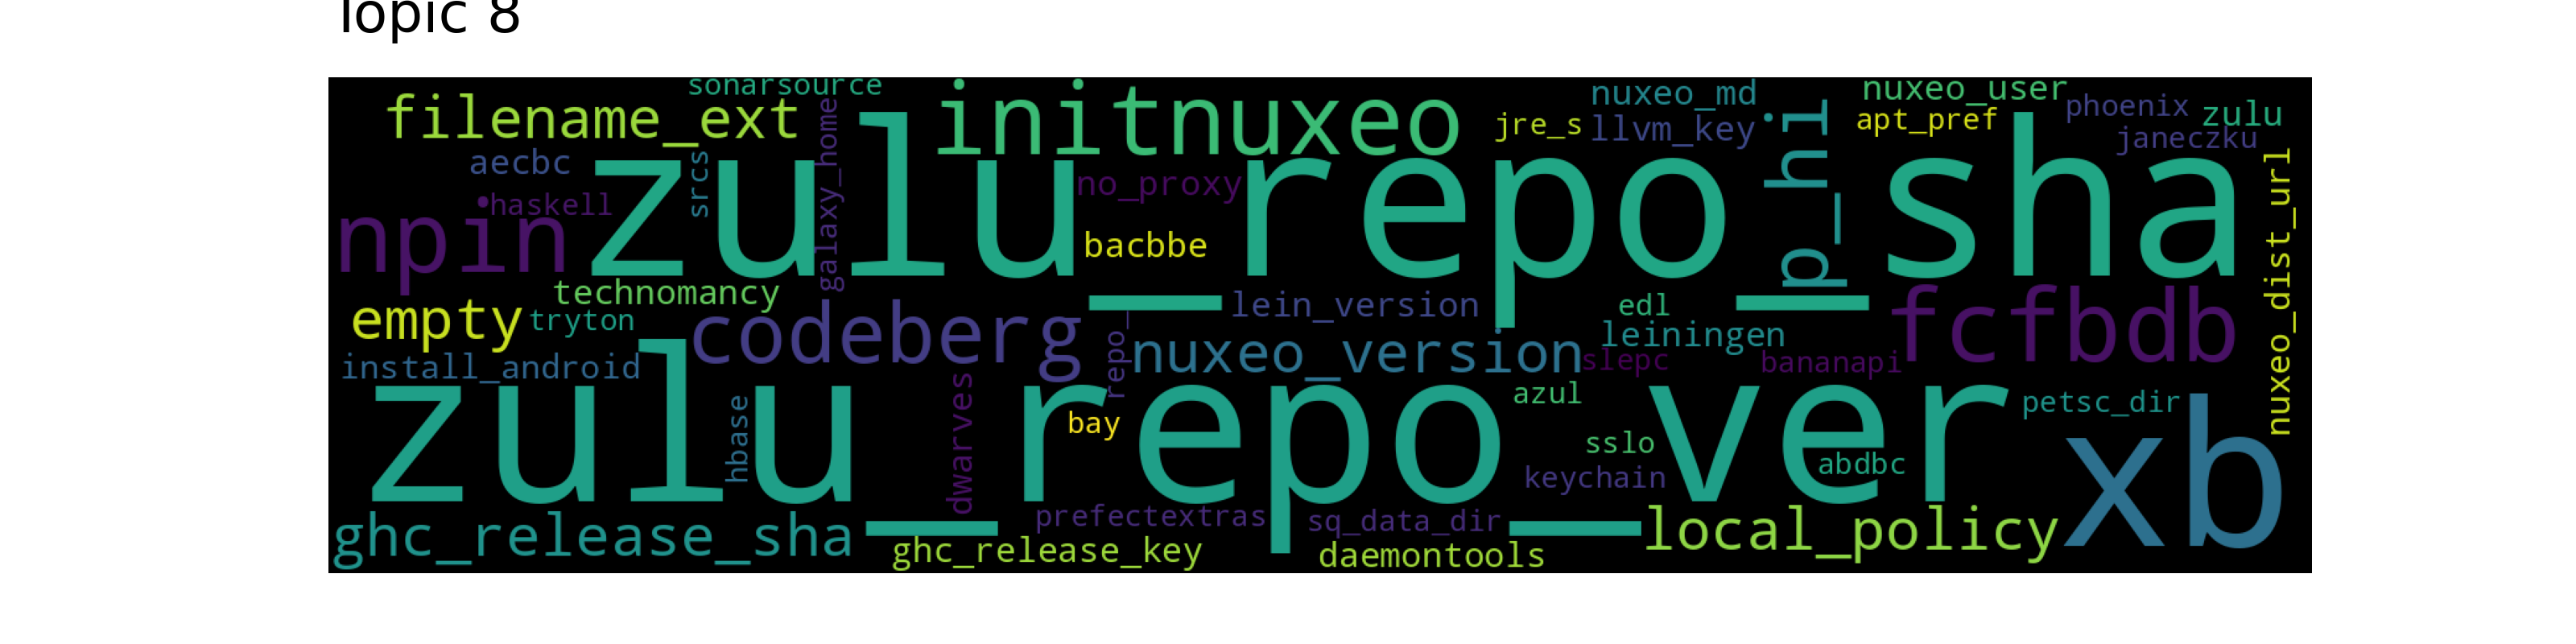 Topic 8
sonarsource
filename_ext
initnuxeo
nuxeo_md
nuxeo_user
jre_s
llvm_key
apt_pref
phoenix
zulu
janeczku
aecbc
srcs
galaxy_home
no_proxy
p_hi
haskell
npin
zulu_repo_sha
bacbbe
nuxeo_dist_url
technomancy
empty
tryton
codeberg
repo_
lein_version
edl
leiningen
fcfbdb
install_android
nuxeo_version
slepc
bananapi
zulu_repo_ver
hbase
dwarves
bay
azul
petsc_dir
sslo
keychain
abdbc
xb
ghc_release_sha
prefectextras
sq_data_dir
local_policy
ghc_release_key
daemontools